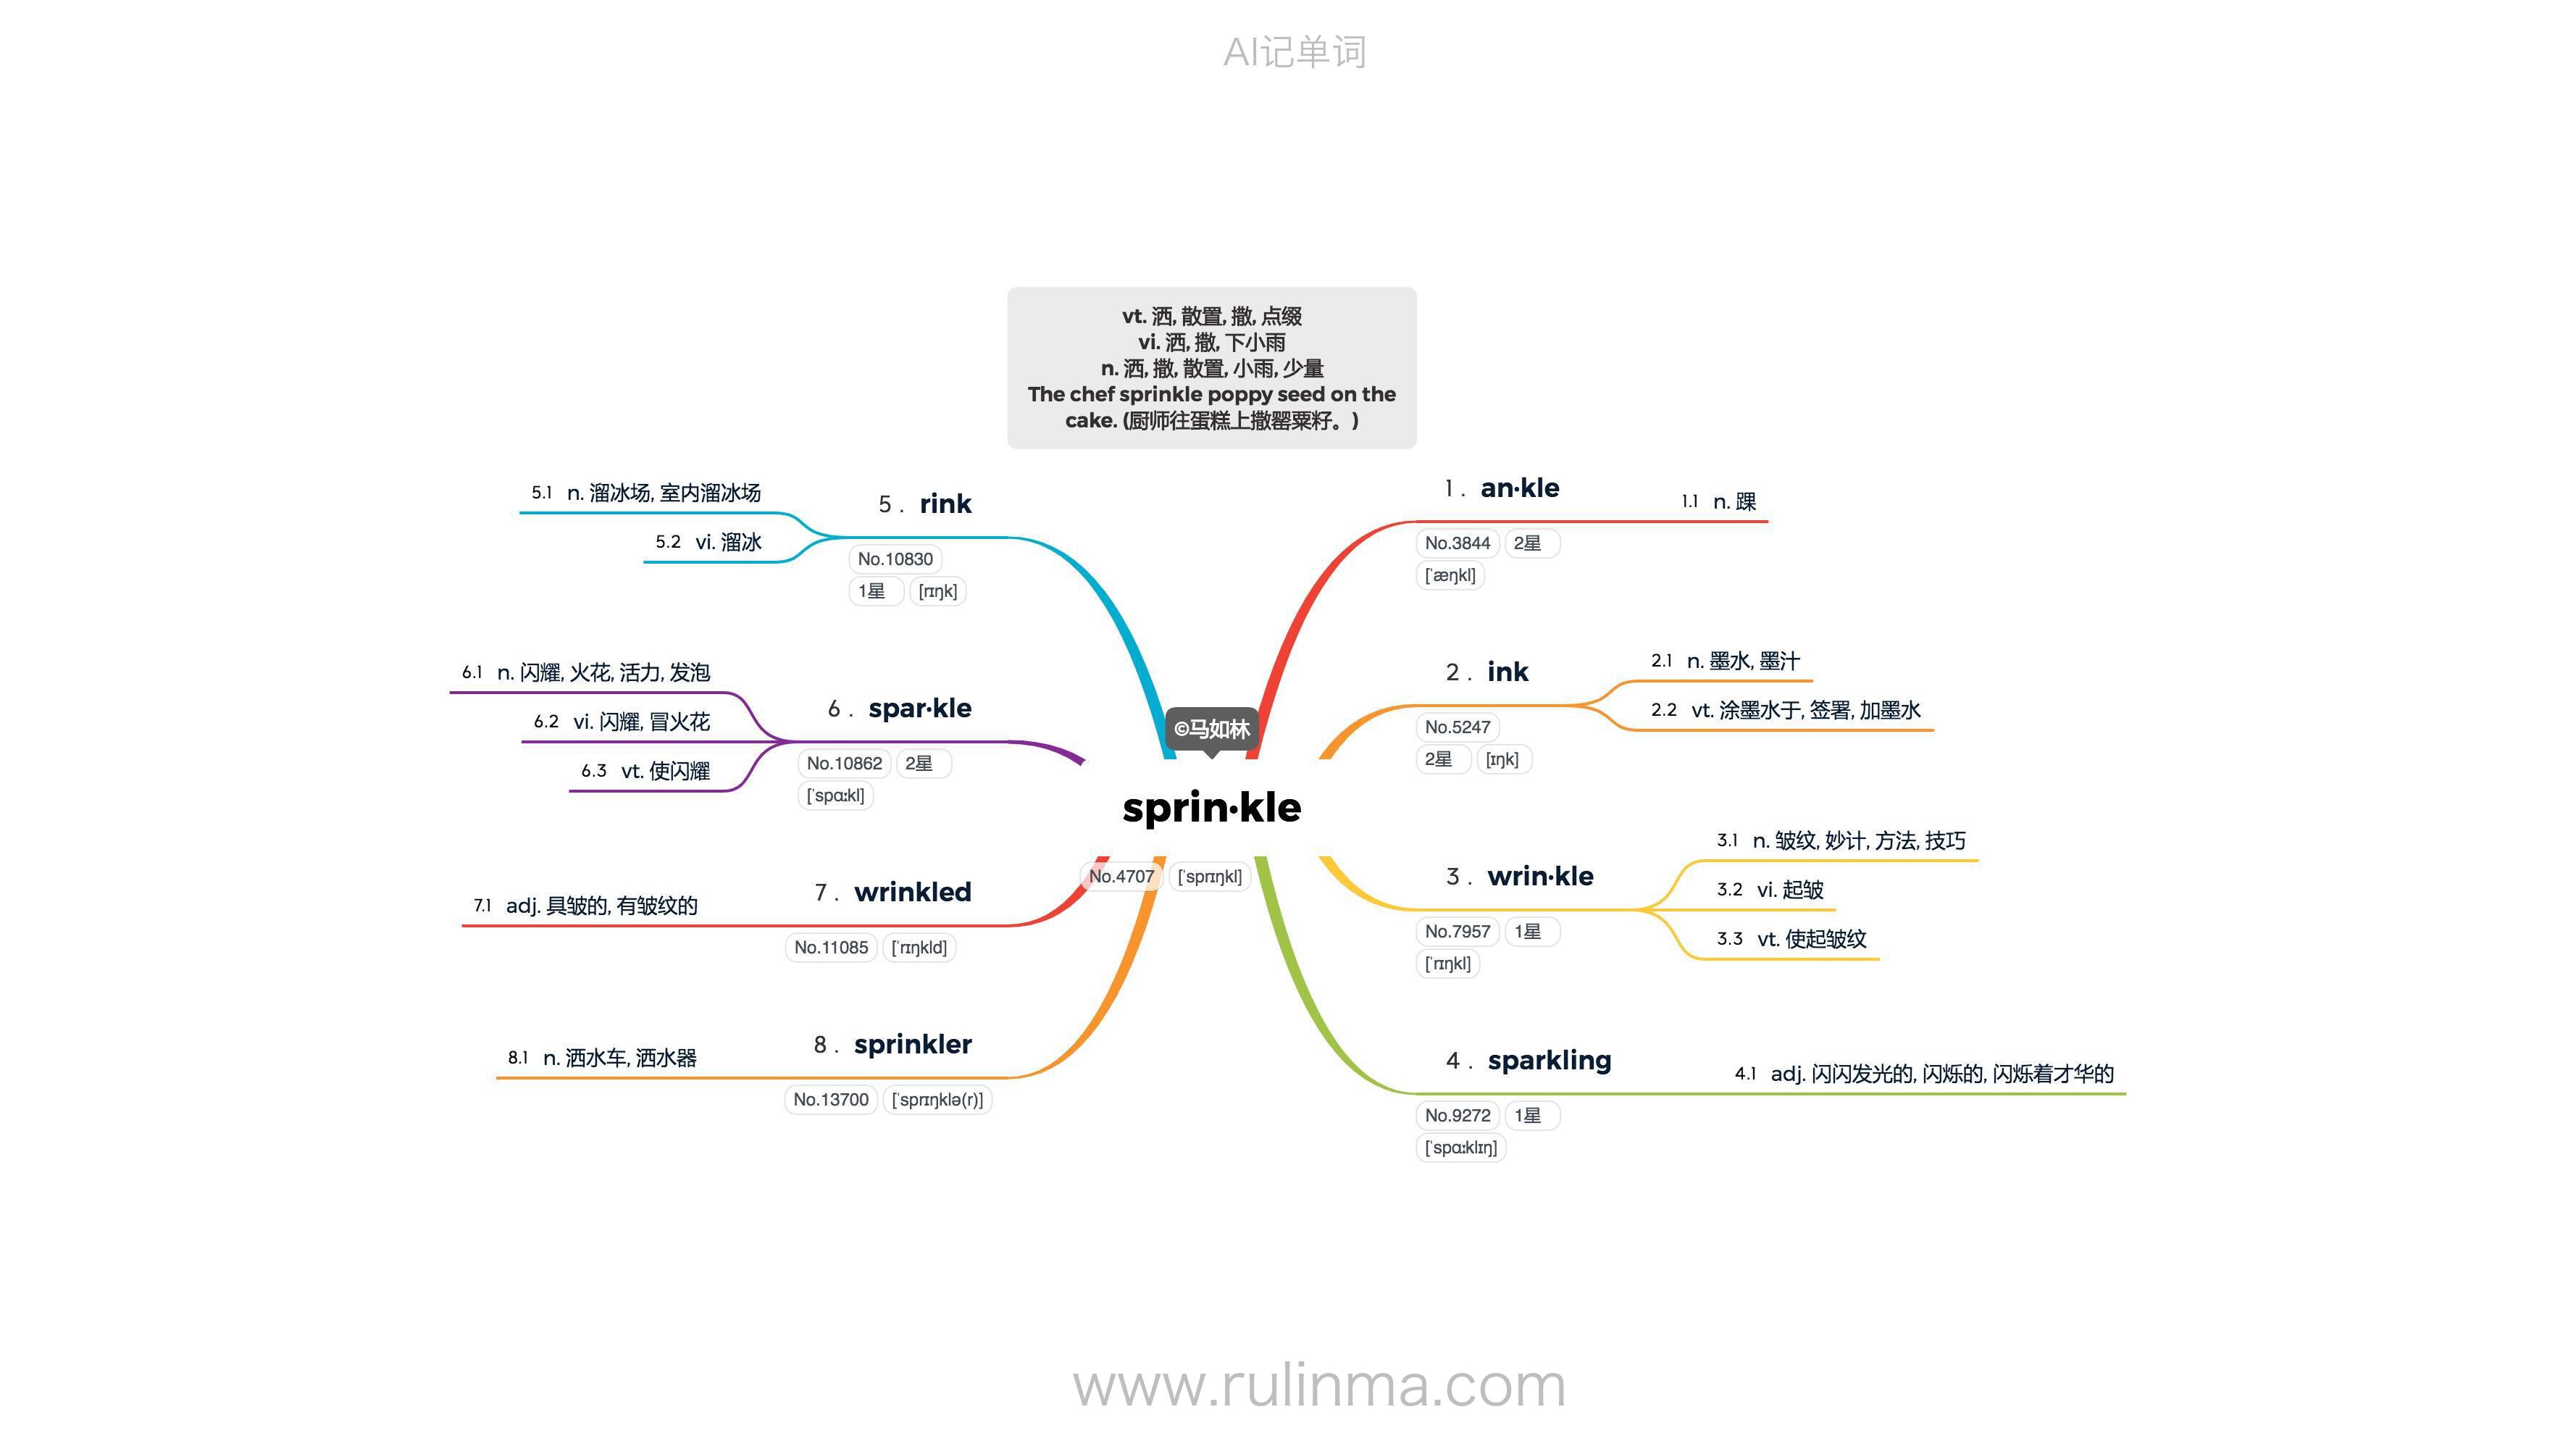 AI记单词
vt. 洒, 散置, 撒, 点缀
vi. 洒, 撒, 下小雨
n. 洒, 撒, 散置, 小雨, 少量
The chef sprinkle poppy seed on the
cake. (厨师往蛋糕上撒罂粟籽。)
©马如林
sprin·kle
No.4707 [ˈsprɪŋkl]
1. an·kle
No.3844 2星
[ˈæŋkl]
1.1 n. 踝
2. ink
No.5247
2星 [ɪŋk]
2.1 n. 墨水, 墨汁
2.2 vt. 涂墨水于, 签署, 加墨水
3. wrin·kle
No.7957 1星
[ˈrɪŋkl]
3.1 n. 皱纹, 妙计, 方法, 技巧
3.2 vi. 起皱
3.3 vt. 使起皱纹
4. sparkling
No.9272 1星
[ˈspɑːklɪŋ]
4.1 adj. 闪闪发光的, 闪烁的, 闪烁着才华的
5. rink
No.10830
1星 [rɪŋk]
5.1 n. 溜冰场, 室内溜冰场
5.2 vi. 溜冰
6. spar·kle
No.10862 2星
[ˈspɑːkl]
6.1 n. 闪耀, 火花, 活力, 发泡
6.2 vi. 闪耀, 冒火花
6.3 vt. 使闪耀
7. wrinkled
No.11085 [ˈrɪŋkld]
7.1 adj. 具皱的, 有皱纹的
8. sprinkler
No.13700 [ˈsprɪŋklə(r)]
8.1 n. 洒水车, 洒水器
www.rulinma.com